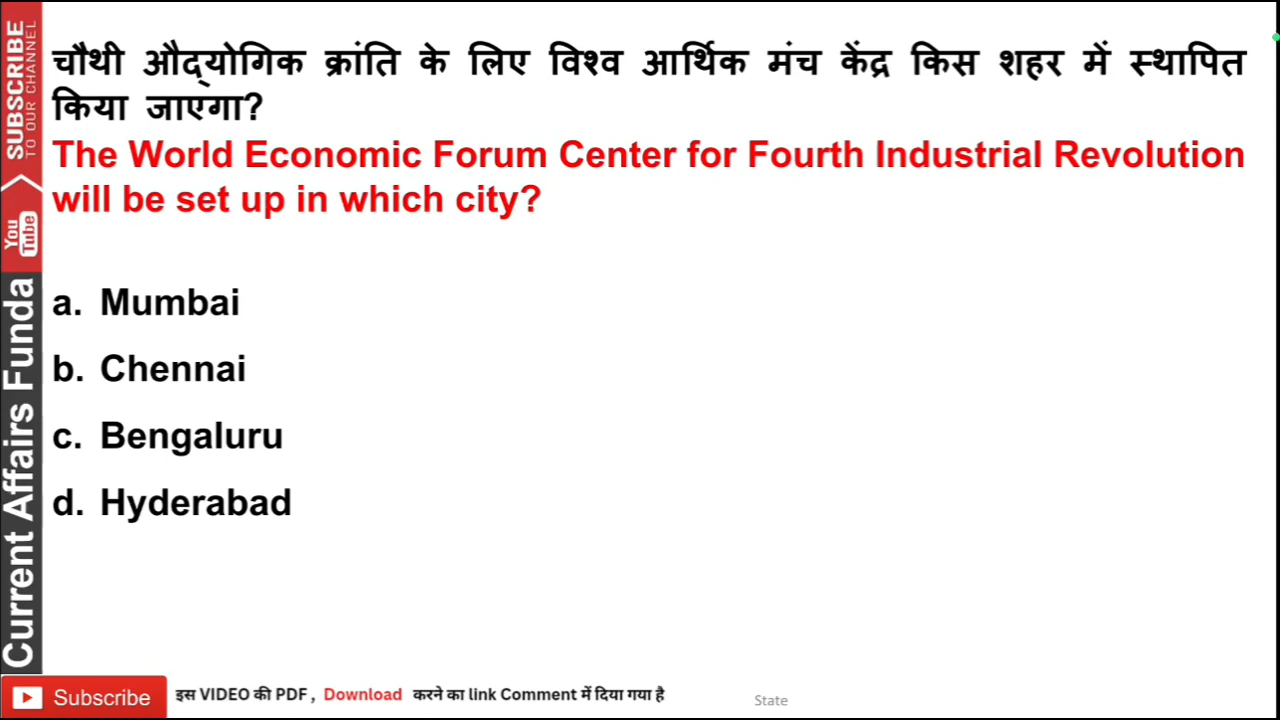 चौथी औद्योगिक क्रांति के लिए विश्व आर्थिक मंच केंद्र किस शहर में स्थापित
किया जाएगा?
The World Economic Forum Center for Fourth Industrial Revolution
will be set up in which city?
a. Mumbai
b. Chennai
c. Bengaluru
d. Hyderabad
SUBSCRIBE
TO OUR CHANNEL
You
Tube
Current Affairs Funda
Subscribe
इस VIDEO की PDF , Download करने का link Comment में दिया गया है
State